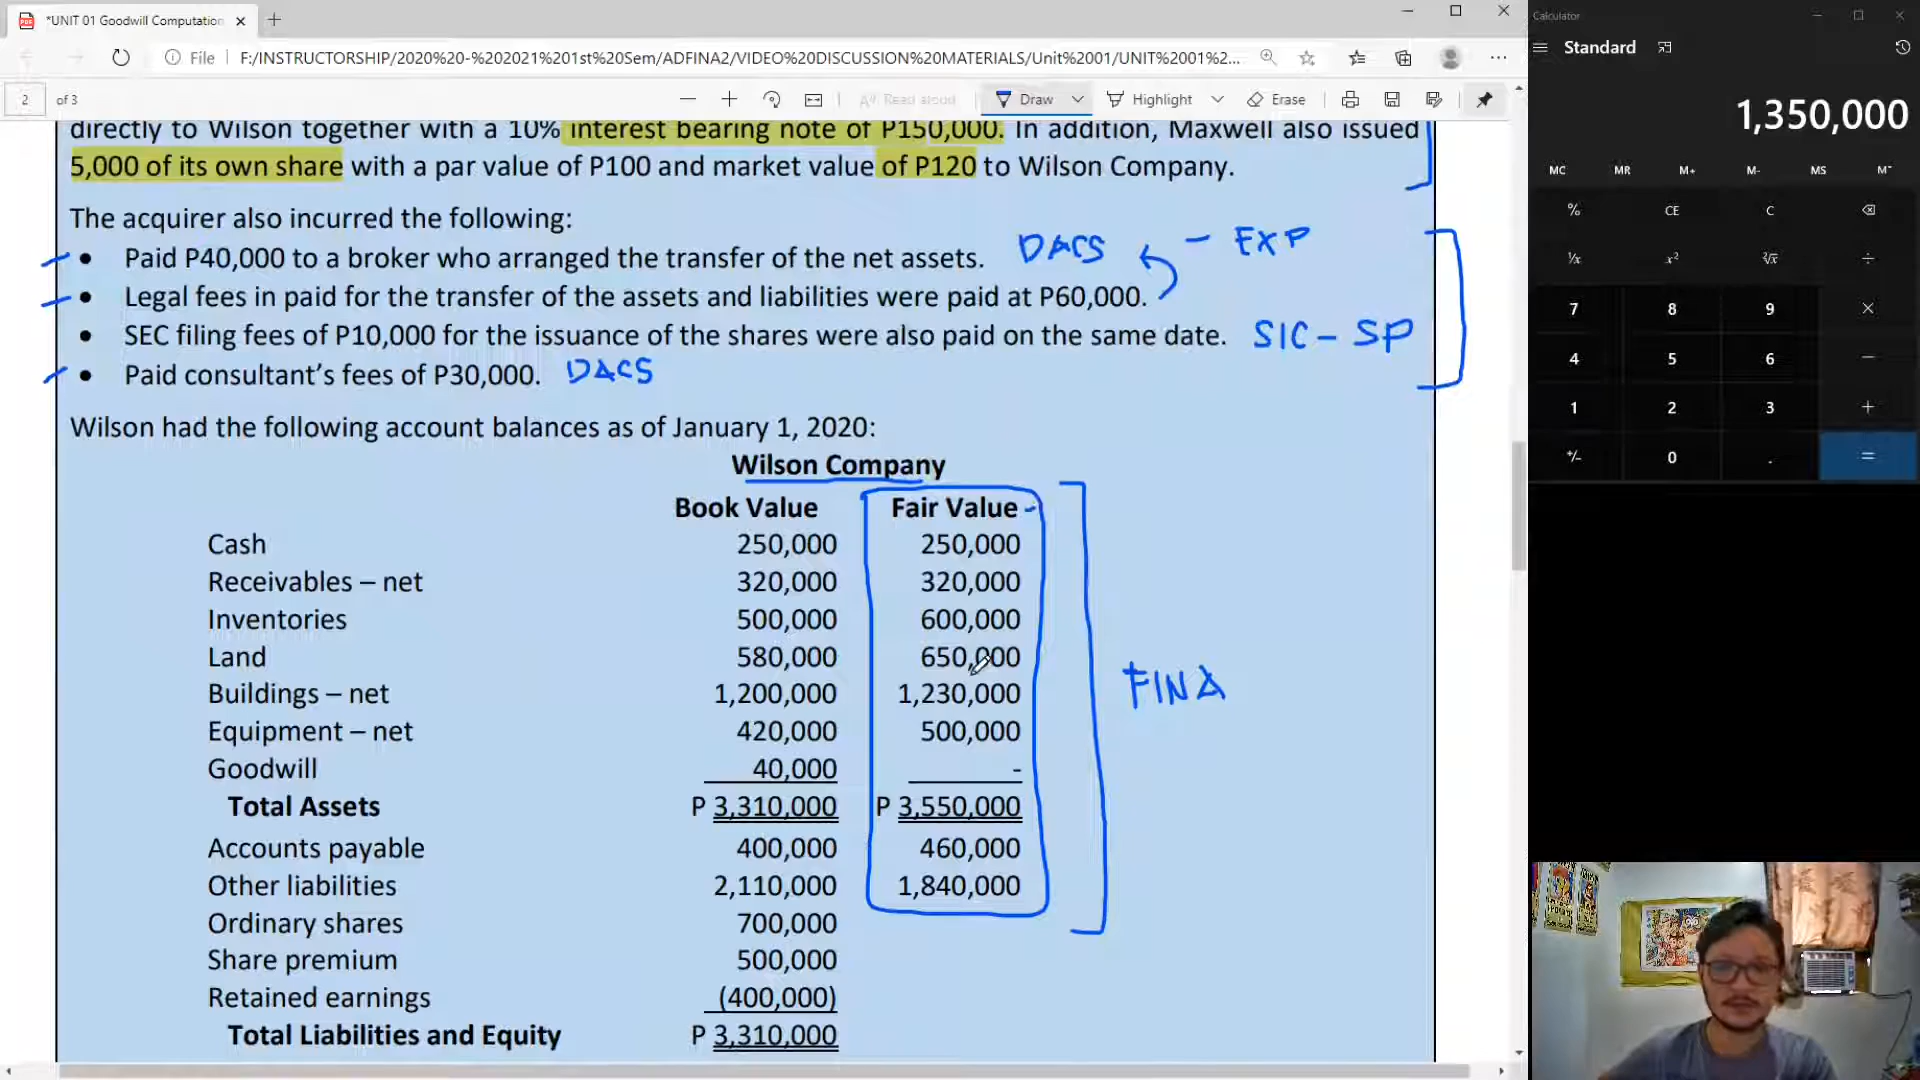 *UNIT 01 Goodwill Computation
File F:/INSTRUCTORSHIP/2020%20-%202021%201st%20Sem/ADFINA2/VIDEO%20DISCUSSION%20MATERIALS/Unit%2001/UNIT%2001%2...
2 of 3 Read aloud Draw Highlight Erase
directly to Wilson together with a 10% interest bearing note of P150,000. In addition, Maxwell also issued
5,000 of its own share with a par value of P100 and market value of P120 to Wilson Company.
The acquirer also incurred the following:
• Paid P40,000 to a broker who arranged the transfer of the net assets. DACS - EXP
• Legal fees in paid for the transfer of the assets and liabilities were paid at P60,000.
• SEC filing fees of P10,000 for the issuance of the shares were also paid on the same date. SIC - SP
• Paid consultant's fees of P30,000. DACS
Wilson had the following account balances as of January 1, 2020:
Wilson Company
Book Value Fair Value
Cash 250,000 250,000
Receivables – net 320,000 320,000
Inventories 500,000 600,000
Land 580,000 650,000
Buildings – net 1,200,000 1,230,000
Equipment – net 420,000 500,000
Goodwill 40,000 -
Total Assets P 3,310,000 P 3,550,000
Accounts payable 400,000 460,000
Other liabilities 2,110,000 1,840,000
Ordinary shares 700,000
Share premium 500,000
Retained earnings (400,000)
Total Liabilities and Equity P 3,310,000
FINA
Calculator
Standard
1,350,000
MC MR M+ M- MS M˅
% CE C
¹/x x² ²√x ÷
7 8 9 ×
4 5 6 −
1 2 3 +
+/- 0 . =